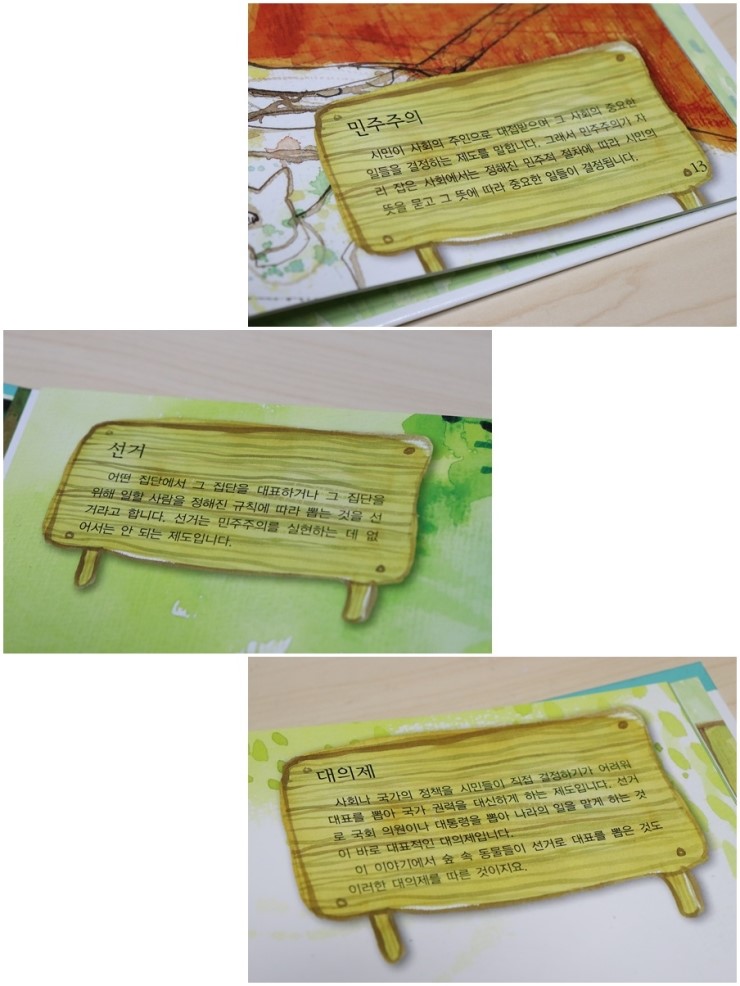 민주주의
시민이 사회의 주인으로 대접받으며 그 사회의 중요한
일들을 결정하는 제도를 말합니다. 그래서 민주주의가 자
리 잡은 사회에서는 정해진 민주적 절차에 따라 시민의
뜻을 묻고 그 뜻에 따라 중요한 일들이 결정됩니다.
13
선거
어떤 집단에서 그 집단을 대표하거나 그 집단을
위해 일할 사람을 정해진 규칙에 따라 뽑는 것을 선
거라고 합니다. 선거는 민주주의를 실현하는 데 없
어서는 안 되는 제도입니다.
대의제
사회나 국가의 정책을 시민들이 직접 결정하기가 어려워
대표를 뽑아 국가 권력을 대신하게 하는 제도입니다. 선거
로 국회 의원이나 대통령을 뽑아 나라의 일을 맡게 하는 것
이 바로 대표적인 대의제입니다.
이 이야기에서 숲 속 동물들이 선거로 대표를 뽑은 것도
이러한 대의제를 따른 것이지요.